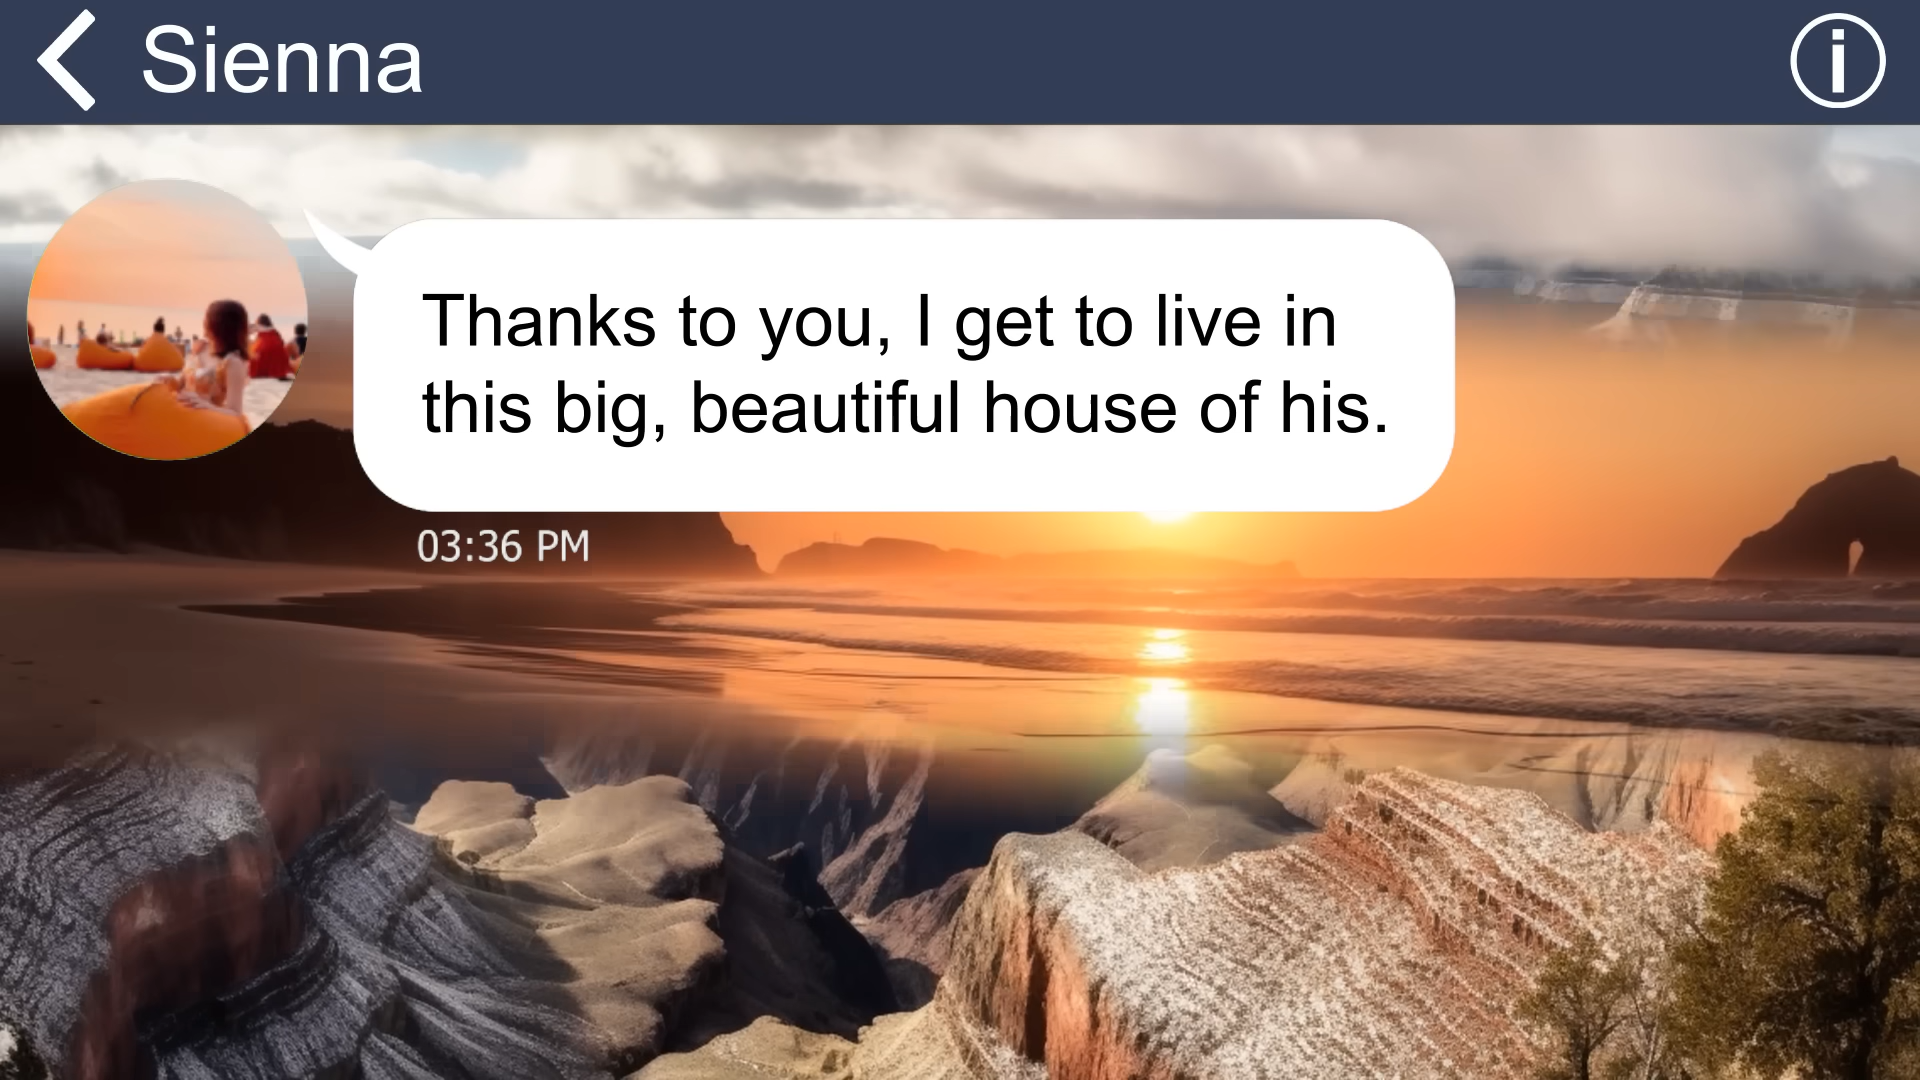 Sienna
Thanks to you, I get to live in
this big, beautiful house of his.
03:36 PM